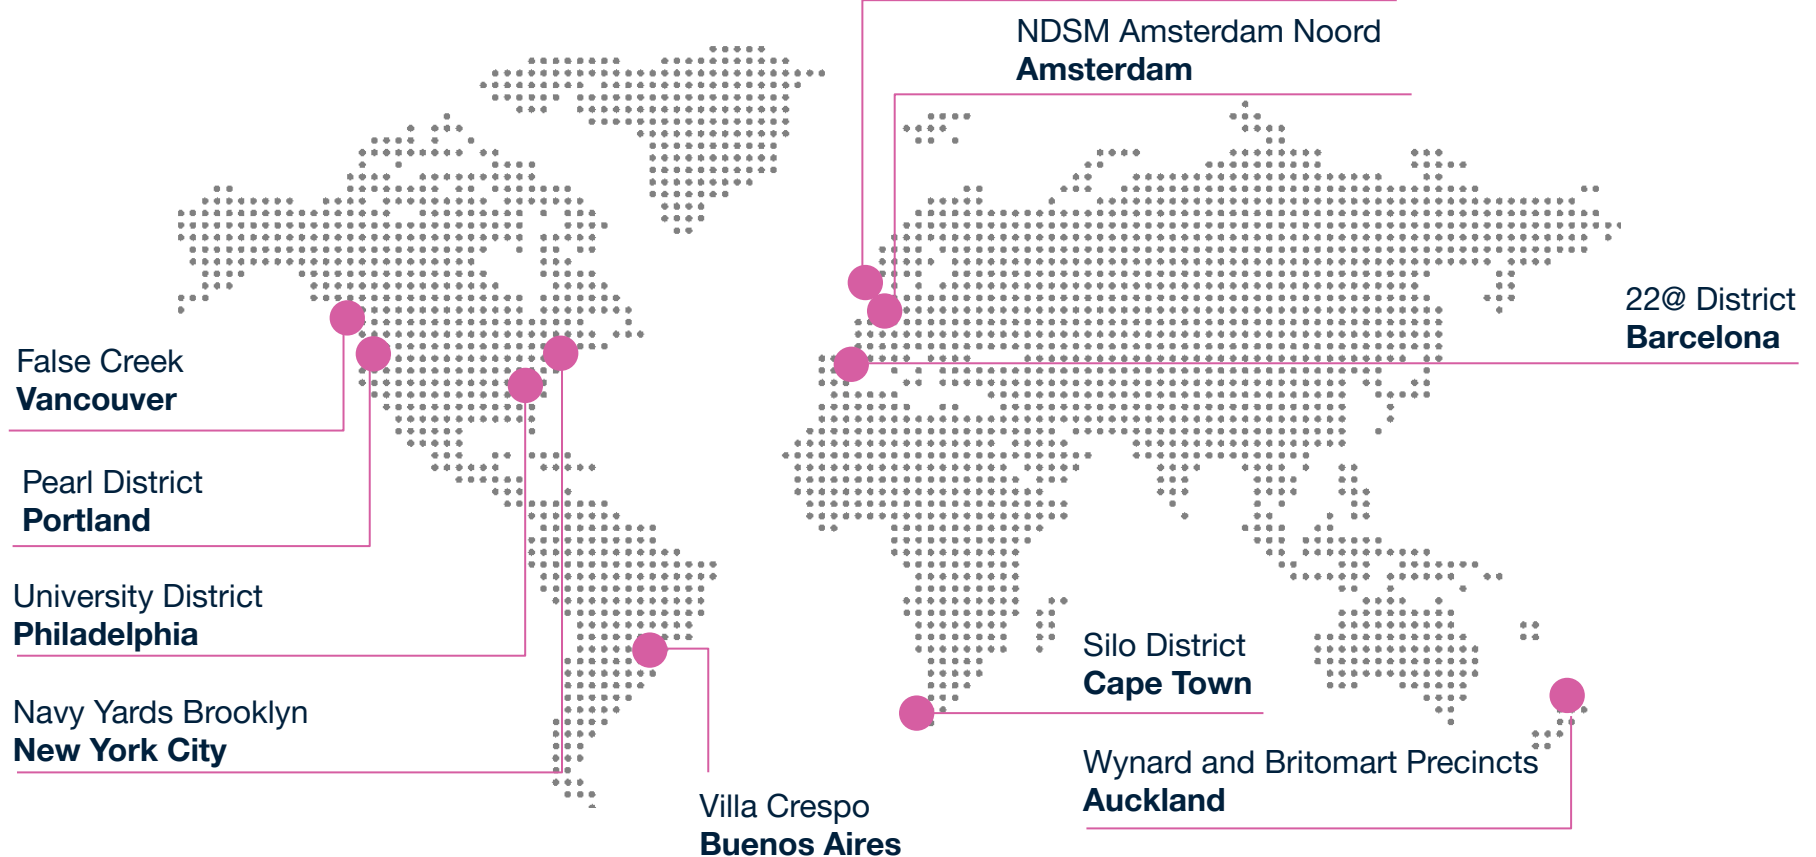 NDSM Amsterdam Noord
Amsterdam
22@ District
Barcelona
False Creek
Vancouver
Pearl District
Portland
University District
Philadelphia
Silo District
Cape Town
Navy Yards Brooklyn
New York City
Wynard and Britomart Precincts
Auckland
Villa Crespo
Buenos Aires